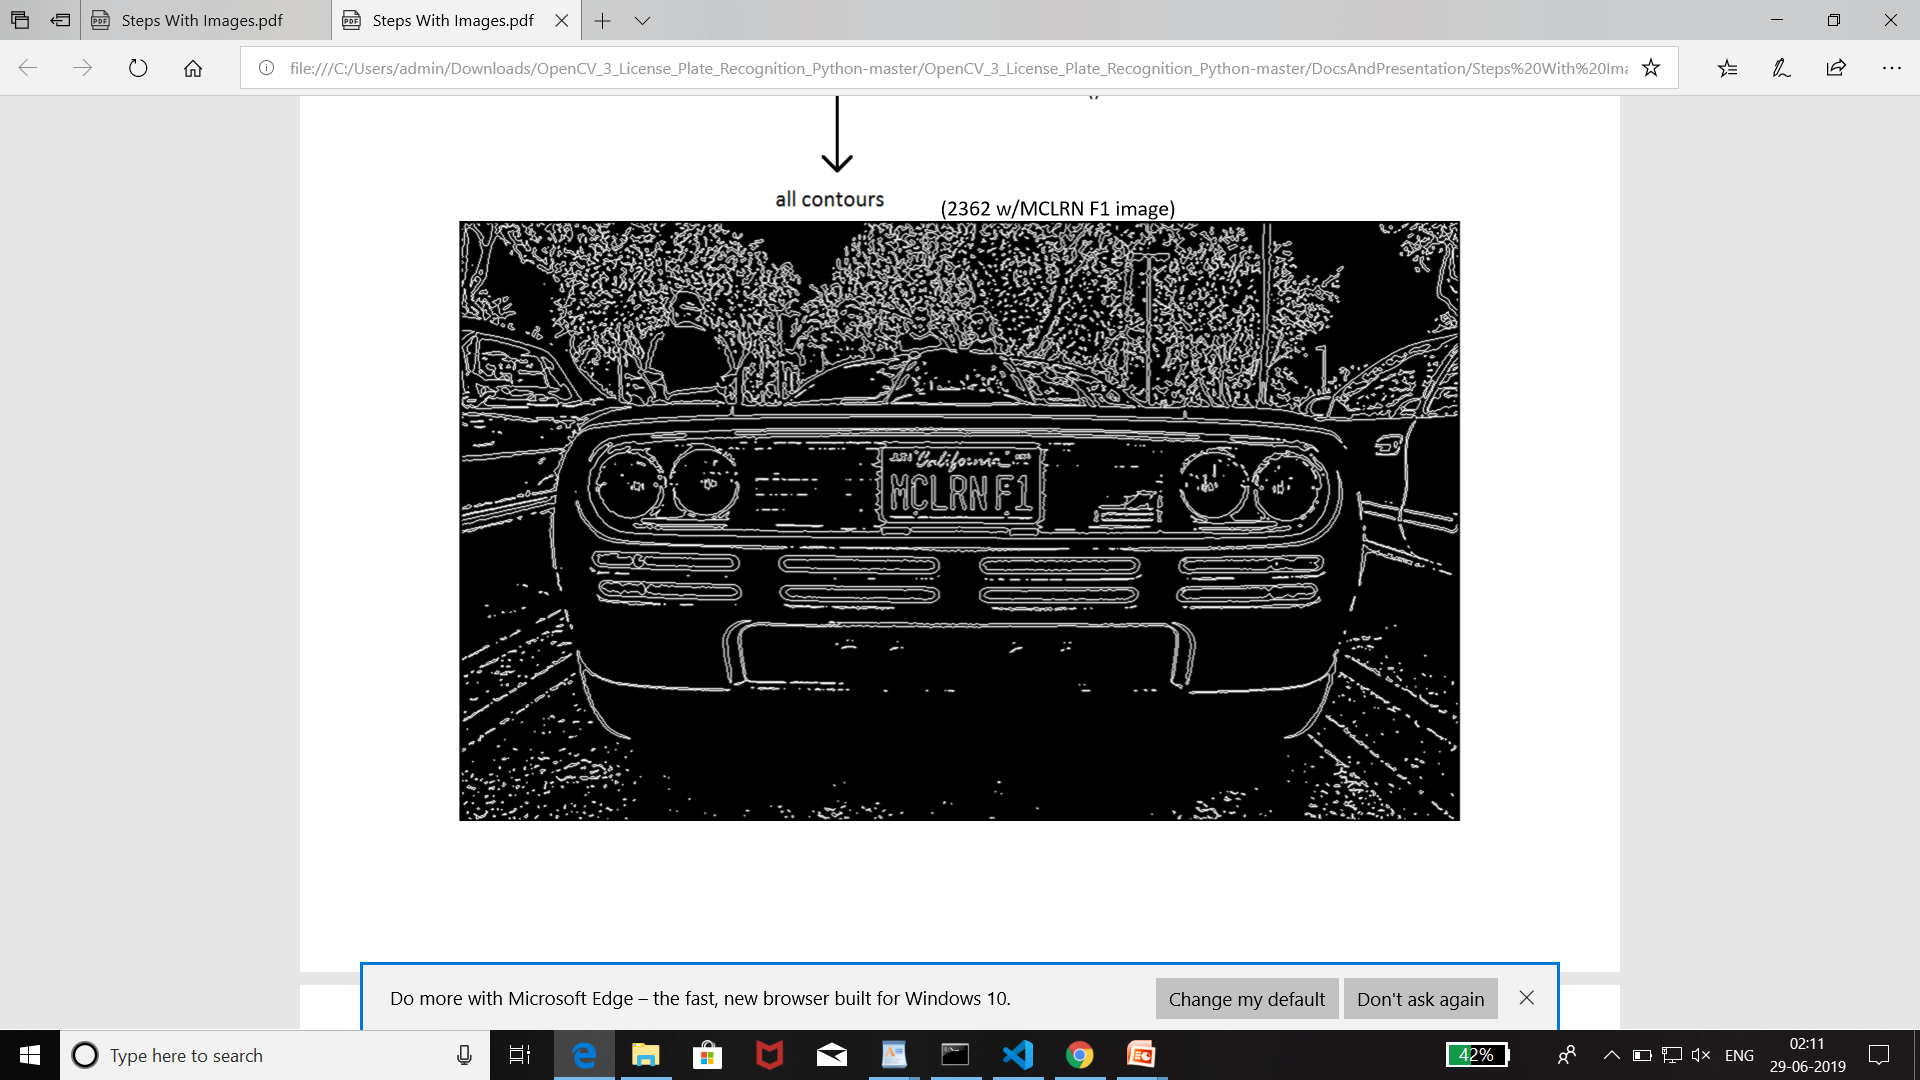 Steps With Images.pdf
Steps With Images.pdf
file:///C:/Users/admin/Downloads/OpenCV_3_License_Plate_Recognition_Python-master/OpenCV_3_License_Plate_Recognition_Python-master/DocsAndPresentation/Steps%20With%20Ima
all contours
(2362 w/MCLRN F1 image)
California
MCLRN F1
Do more with Microsoft Edge – the fast, new browser built for Windows 10.
Change my default
Don't ask again
Type here to search
42%
ENG
02:11
29-06-2019